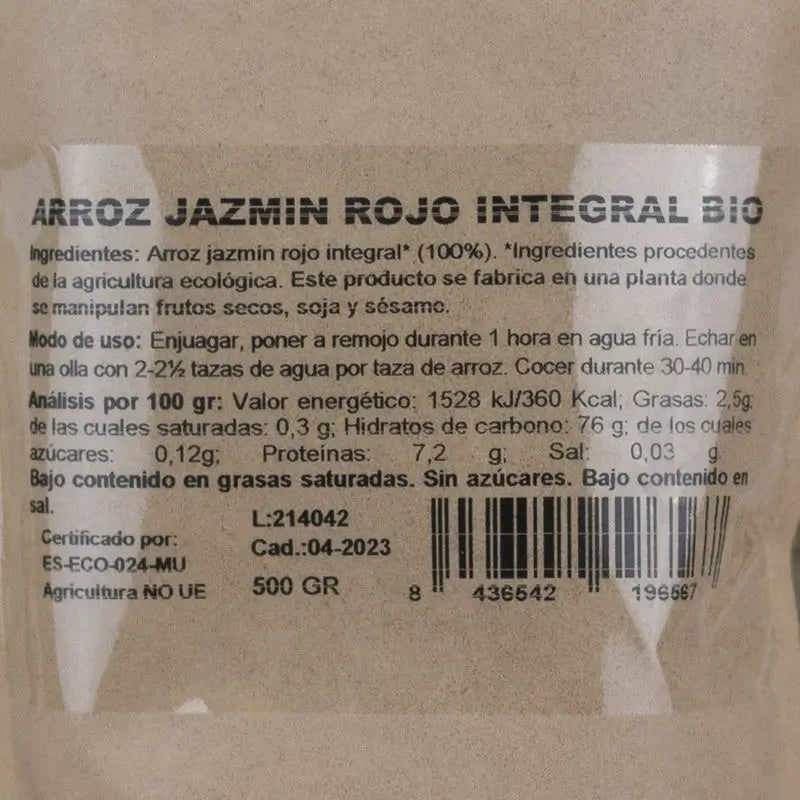 ARROZ JAZMIN ROJO INTEGRAL BIO
Ingredientes: Arroz jazmín rojo integral* (100%). *Ingredientes procedentes
de la agricultura ecológica. Este producto se fabrica en una planta donde
se manipulan frutos secos, soja y sésamo.
Modo de uso: Enjuagar, poner a remojo durante 1 hora en agua fría. Echar en
una olla con 2-2½ tazas de agua por taza de arroz. Cocer durante 30-40 min.
Análisis por 100 gr: Valor energético: 1528 kJ/360 Kcal; Grasas: 2,5g;
de las cuales saturadas: 0,3 g; Hidratos de carbono: 76 g; de los cuales
azúcares: 0,12g; Proteínas: 7,2 g; Sal: 0,03 g.
Bajo contenido en grasas saturadas. Sin azúcares. Bajo contenido en
sal.
Certificado por:
ES-ECO-024-MU
Agricultura NO UE
L:214042
Cad.:04-2023
500 GR
8 436542 196567